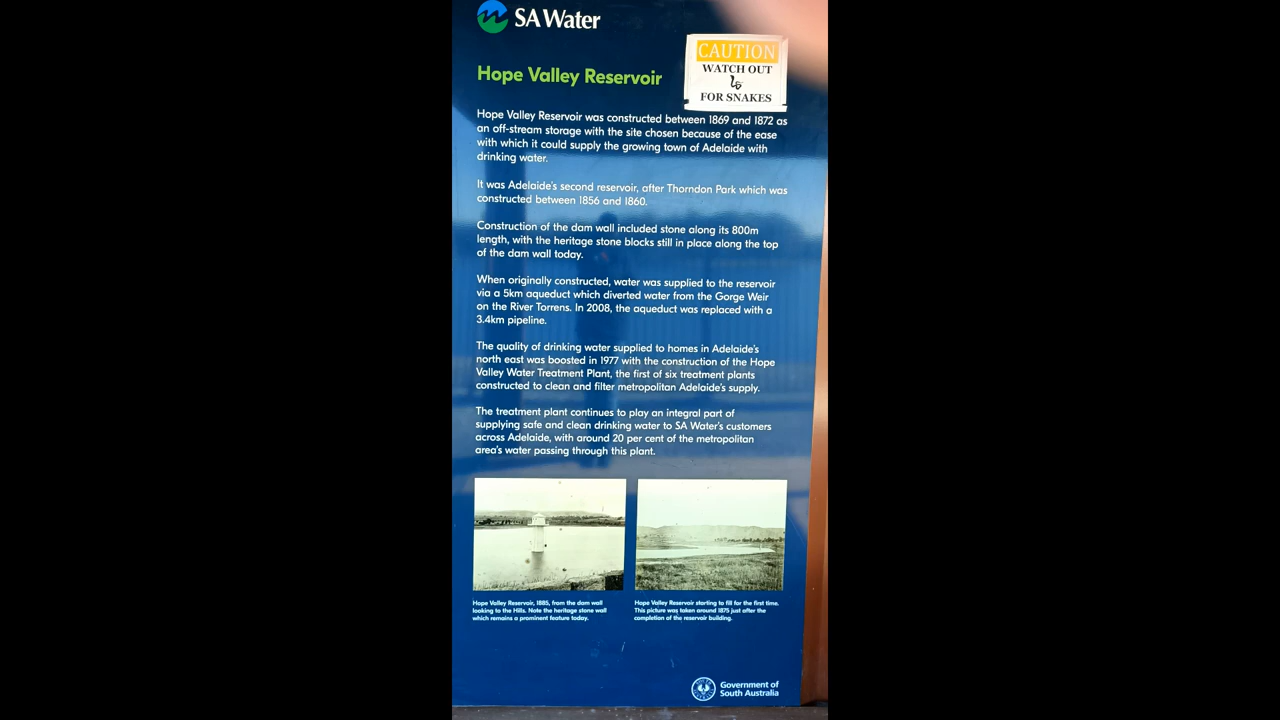 SA Water
CAUTION
WATCH OUT
FOR SNAKES
Hope Valley Reservoir
Hope Valley Reservoir was constructed between 1869 and 1872 as
an off-stream storage with the site chosen because of the ease
with which it could supply the growing town of Adelaide with
drinking water.
It was Adelaide's second reservoir, after Thorndon Park which was
constructed between 1856 and 1860.
Construction of the dam wall included stone along its 800m
length, with the heritage stone blocks still in place along the top
of the dam wall today.
When originally constructed, water was supplied to the reservoir
via a 5km aqueduct which diverted water from the Gorge Weir
on the River Torrens. In 2008, the aqueduct was replaced with a
3.4km pipeline.
The quality of drinking water supplied to homes in Adelaide's
north east was boosted in 1977 with the construction of the Hope
Valley Water Treatment Plant, the first of six treatment plants
constructed to clean and filter metropolitan Adelaide's supply.
The treatment plant continues to play an integral part of
supplying safe and clean drinking water to SA Water's customers
across Adelaide, with around 20 per cent of the metropolitan
area's water passing through this plant.
Hope Valley Reservoir, 1885, from the dam wall
looking to the Hills. Note the heritage stone wall
which remains a prominent feature today.
Hope Valley Reservoir starting to fill for the first time.
This picture was taken around 1875 just after the
completion of the reservoir building.
Government of
South Australia